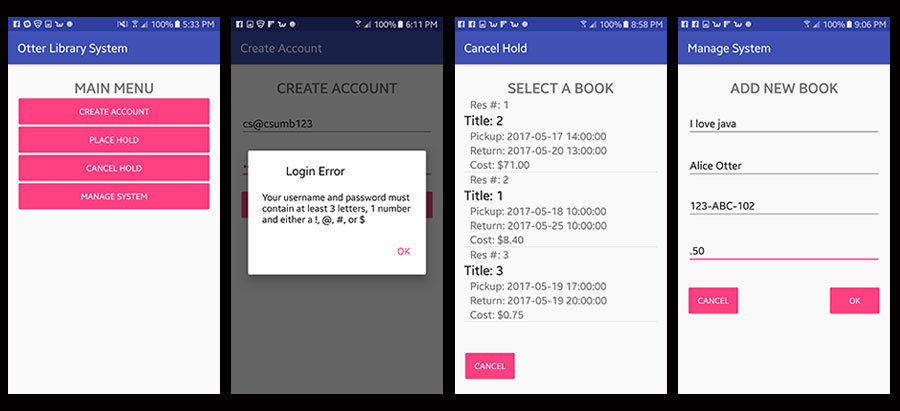 100% 5:33 PM
Otter Library System
MAIN MENU
CREATE ACCOUNT
PLACE HOLD
CANCEL HOLD
MANAGE SYSTEM
100% 6:11 PM
Create Account
CREATE ACCOUNT
cs@csumb123
Login Error
Your username and password must
contain at least 3 letters, 1 number
and either a !, @, #, or $
OK
100% 8:58 PM
Cancel Hold
SELECT A BOOK
Res #: 1
Title: 2
Pickup: 2017-05-17 14:00:00
Return: 2017-05-20 13:00:00
Cost: $71.00
Res #: 2
Title: 1
Pickup: 2017-05-18 10:00:00
Return: 2017-05-25 10:00:00
Cost: $8.40
Res #: 3
Title: 3
Pickup: 2017-05-19 17:00:00
Return: 2017-05-19 20:00:00
Cost: $0.75
CANCEL
100% 9:06 PM
Manage System
ADD NEW BOOK
I love java
Alice Otter
123-ABC-102
.50
CANCEL
OK